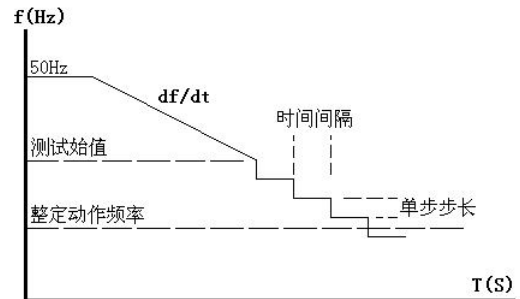 f(Hz)
50Hz
df/dt
时间间隔
测试始值
单步步长
整定动作频率
T(S)